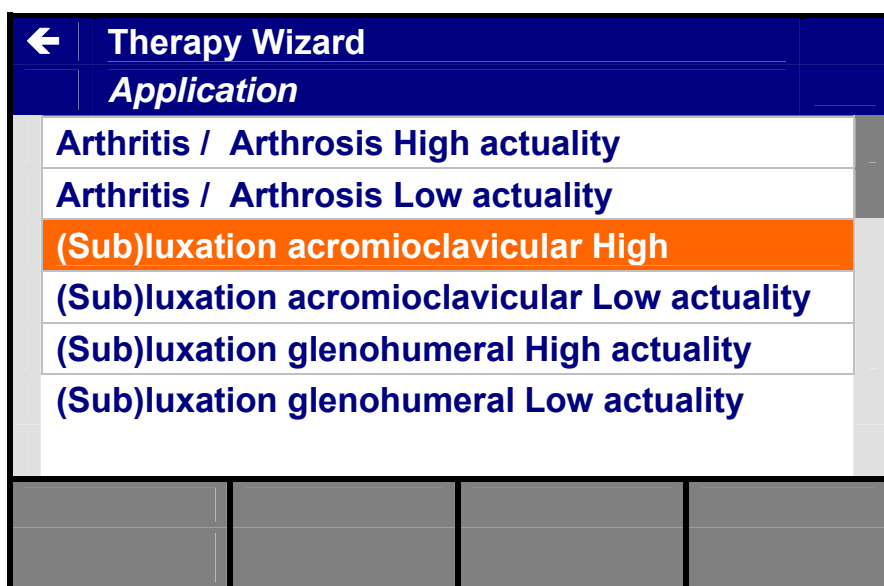 Therapy Wizard
Application
Arthritis / Arthrosis High actuality
Arthritis / Arthrosis Low actuality
(Sub)luxation acromioclavicular High
(Sub)luxation acromioclavicular Low actuality
(Sub)luxation glenohumeral High actuality
(Sub)luxation glenohumeral Low actuality